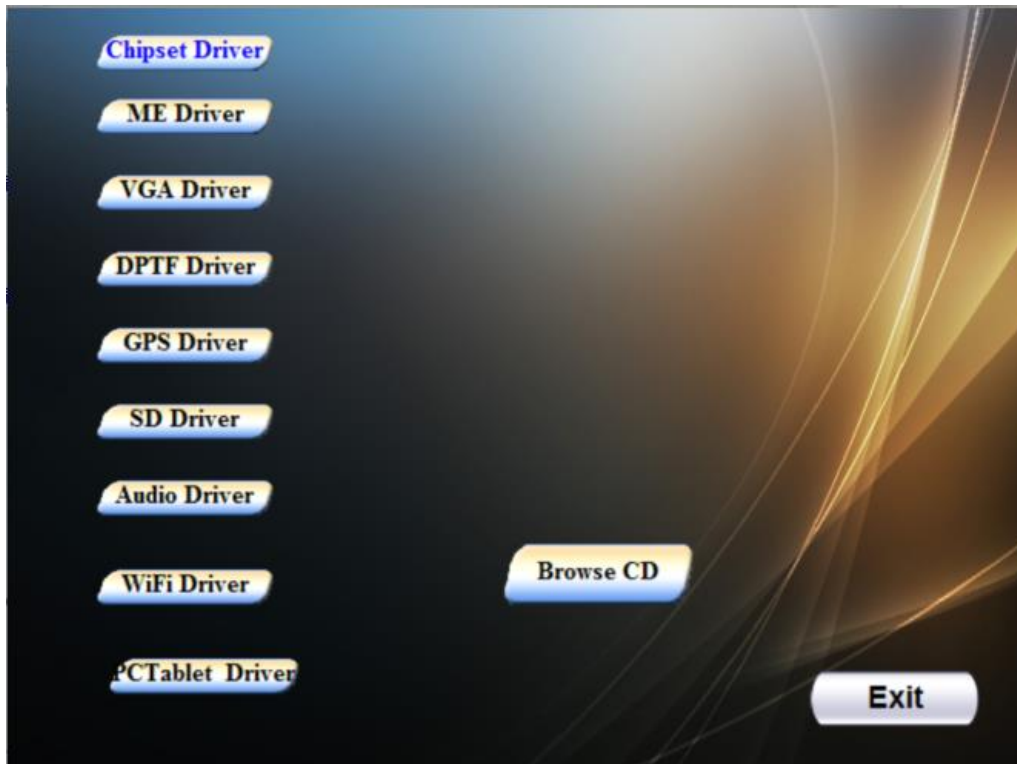 Chipset Driver
ME Driver
VGA Driver
DPTF Driver
GPS Driver
SD Driver
Audio Driver
WiFi Driver
Browse CD
PCTablet Driver
Exit